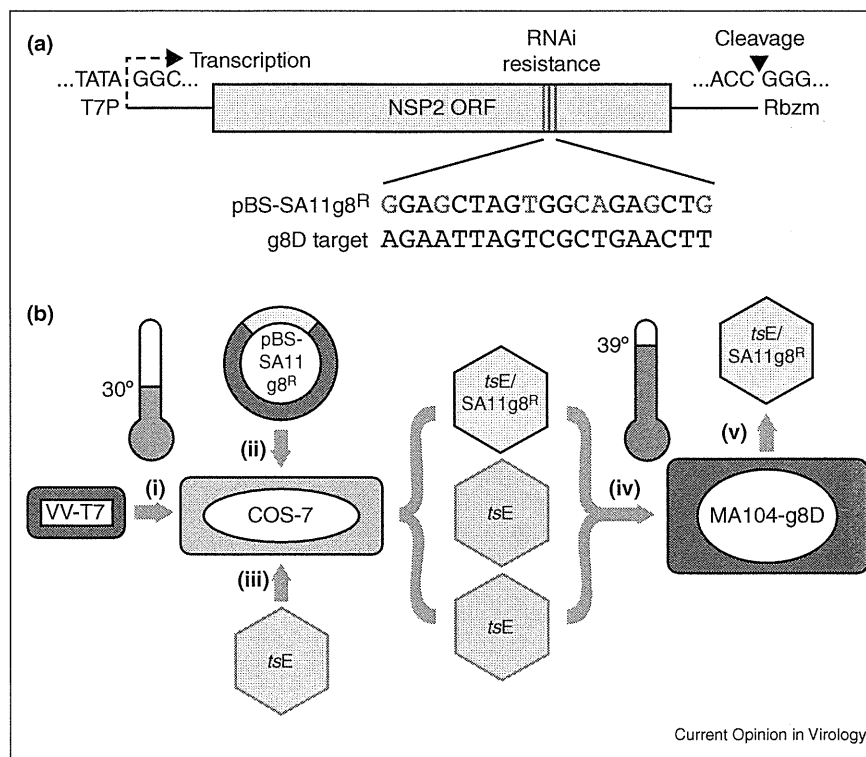 (a)
...TATA GGC... Transcription
RNAi resistance
Cleavage
...ACC GGG...
T7P
NSP2 ORF
Rbzm
pBS-SA11g8ᴿ GGAGCTAGTGGCAGAGCTG
g8D target AGAATTAGTCGCTGAACTT
(b)
30º
pBS-
SA11
g8ᴿ
39º
tsE/
SA11g8ᴿ
tsE/
SA11g8ᴿ
(ii)
(v)
(i)
(iv)
VV-T7
COS-7
tsE
MA104-g8D
(iii)
tsE
tsE
Current Opinion in Virology